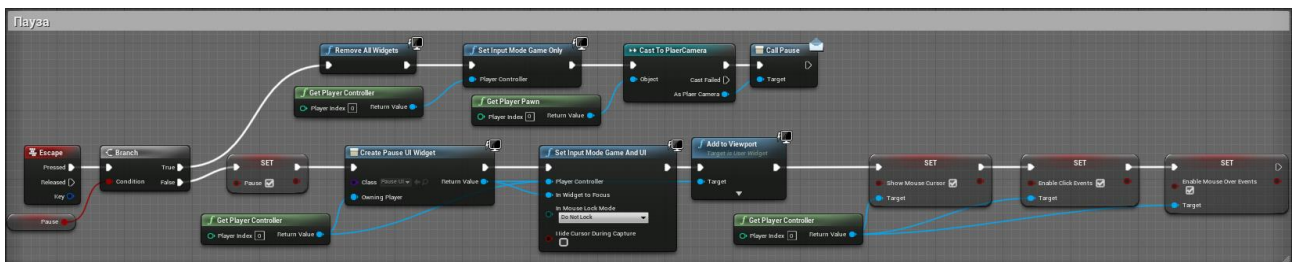 Пауза
Remove All Widgets
Set Input Mode Game Only
Player Controller
Cast To PlaerCamera
Object
Cast Failed
As Plaer Camera
Call Pause
Target
Get Player Controller
Player Index 0
Return Value
Get Player Pawn
Player Index 0
Return Value
Escape
Pressed
Released
Key
Branch
Condition
True
False
Pause
SET
Pause
Create Pause UI Widget
Class Pause UI
Owning Player
Return Value
Get Player Controller
Player Index 0
Return Value
Set Input Mode Game And UI
Player Controller
In Widget to Focus
In Mouse Lock Mode
Do Not Lock
Hide Cursor During Capture
Add to Viewport
Target is User Widget
Target
Get Player Controller
Player Index 0
Return Value
SET
Show Mouse Cursor
Target
SET
Enable Click Events
Target
SET
Enable Mouse Over Events
Target